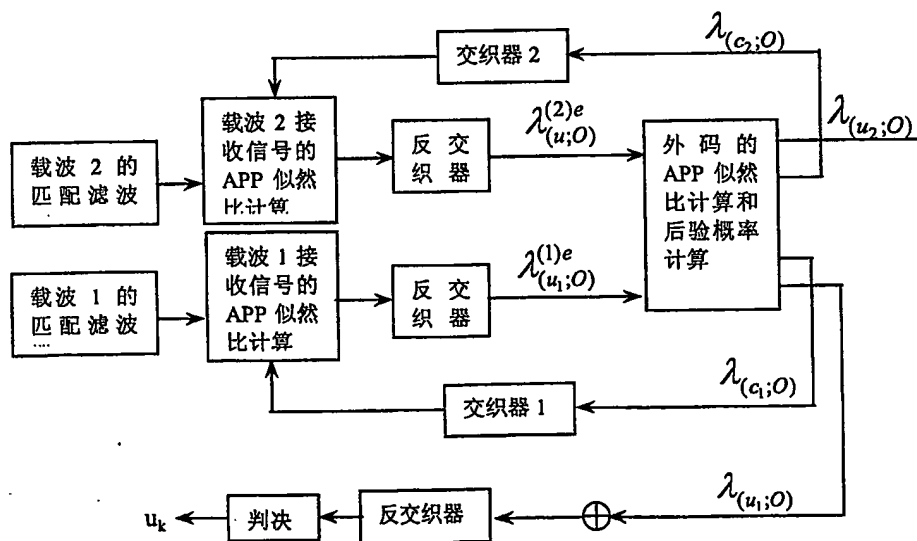 λ(c₂;O)
交织器 2
载波 2 的
匹配滤波
载波 2 接
收信号的
APP 似然
比计算
反 交
织 器
λ(u;O)^(2)e
外 码 的
APP 似然
比计算和
后验概率
计算
λ(u₂;O)
载波 1 的
匹配滤波
....
载波 1 接
收信号的
APP 似然
比计算
反 交
织 器
λ(u₁;O)^(1)e
λ(c₁;O)
交织器 1
λ(u₁;O)
反交织器
判决
uₖ